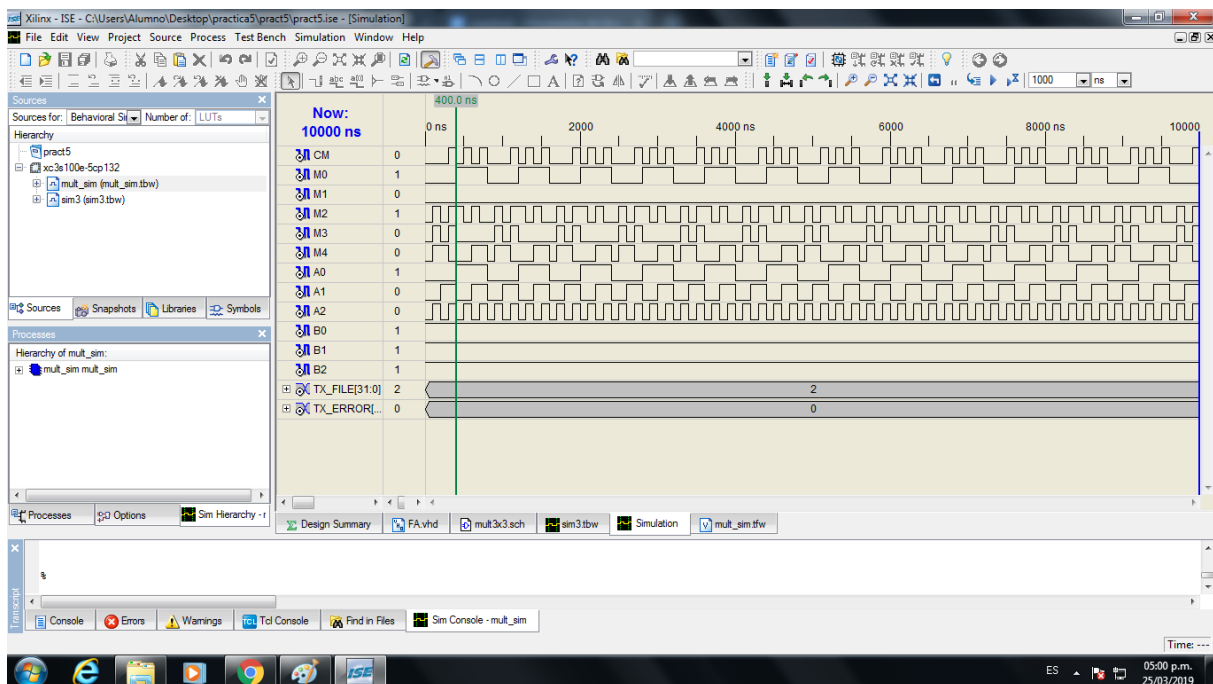 Xilinx - ISE - C:\Users\Alumno\Desktop\practica5\pract5\pract5.ise - [Simulation]
File Edit View Project Source Process Test Bench Simulation Window Help
1000 ns
Sources
Sources for: Behavioral Si Number of: LUTs
Hierarchy
pract5
xc3s100e-5cp132
mult_sim (mult_sim.tbw)
sim3 (sim3.tbw)
Sources Snapshots Libraries Symbols
Processes
Hierarchy of mult_sim:
mult_sim mult_sim
Processes Options Sim Hierarchy - r
400.0 ns
Now:
10000 ns
0 ns 2000 4000 ns 6000 8000 ns 10000
CM 0
M0 1
M1 0
M2 1
M3 0
M4 0
A0 1
A1 0
A2 0
B0 1
B1 1
B2 1
TX_FILE[31:0] 2 2
TX_ERROR[... 0 0
Design Summary FA.vhd mult3x3.sch sim3.tbw Simulation mult_sim.tfw
%
Transcript
Console Errors Warnings Tcl Console Find in Files Sim Console - mult_sim
Time: ---
ISE
ES 05:00 p.m.
25/03/2019